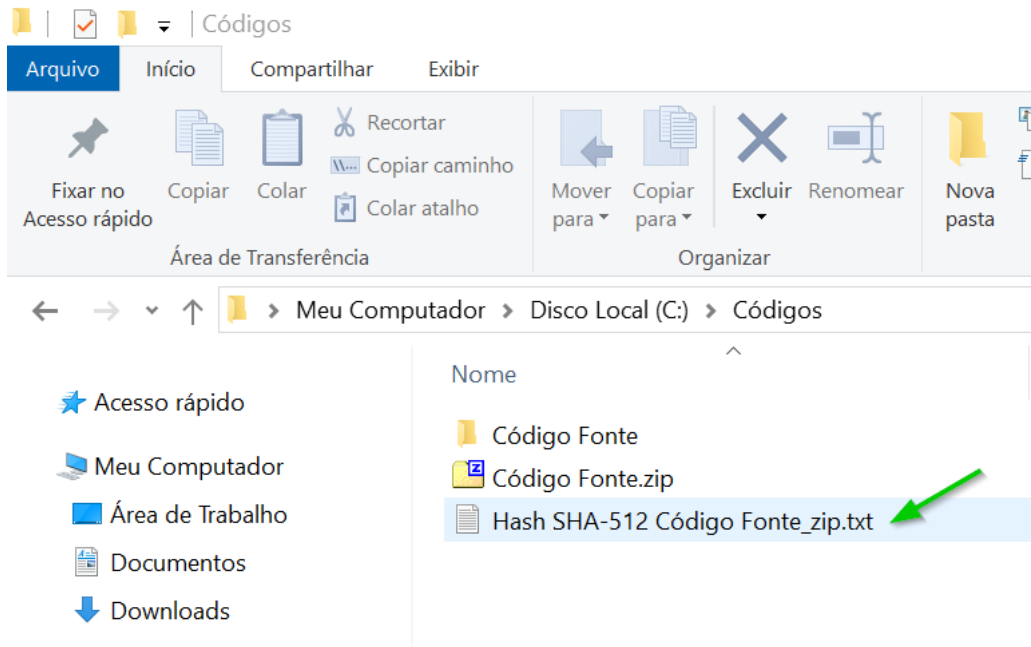 Códigos
Arquivo Início Compartilhar Exibir
Fixar no Acesso rápido
Copiar
Colar
Recortar
Copiar caminho
Colar atalho
Área de Transferência
Mover para
Copiar para
Excluir
Renomear
Organizar
Nova pasta
Meu Computador Disco Local (C:) Códigos
Nome
Acesso rápido
Meu Computador
Área de Trabalho
Documentos
Downloads
Código Fonte
Código Fonte.zip
Hash SHA-512 Código Fonte_zip.txt